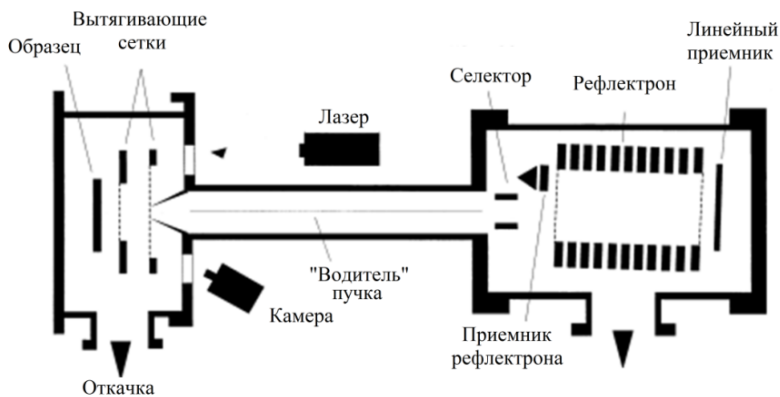 Вытягивающие
сетки
Образец
Линейный
приемник
Селектор
Рефлектрон
Лазер
"Водитель"
пучка
Камера
Приемник
рефлектрона
Откачка